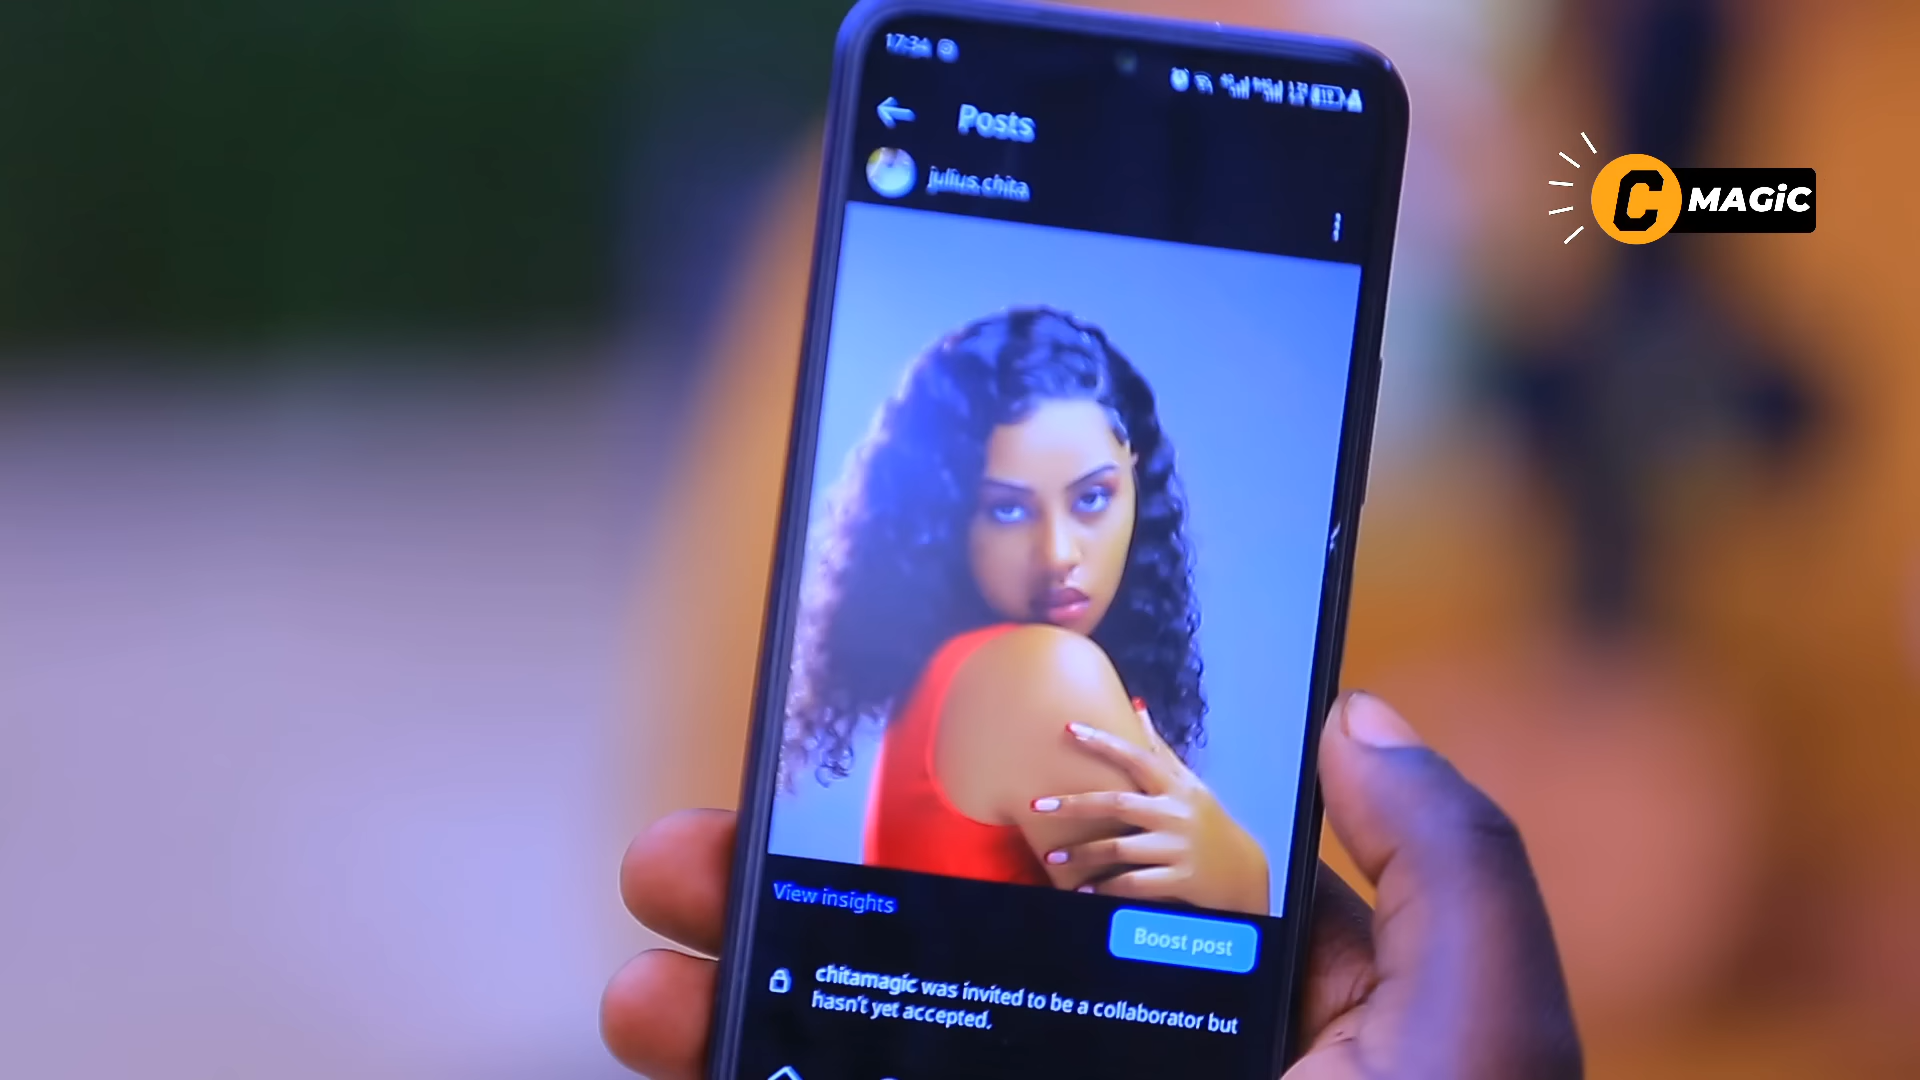 17:34
Posts
julius.chita
C MAGiC
View insights
Boost post
chitamagic was invited to be a collaborator but
hasn't yet accepted.